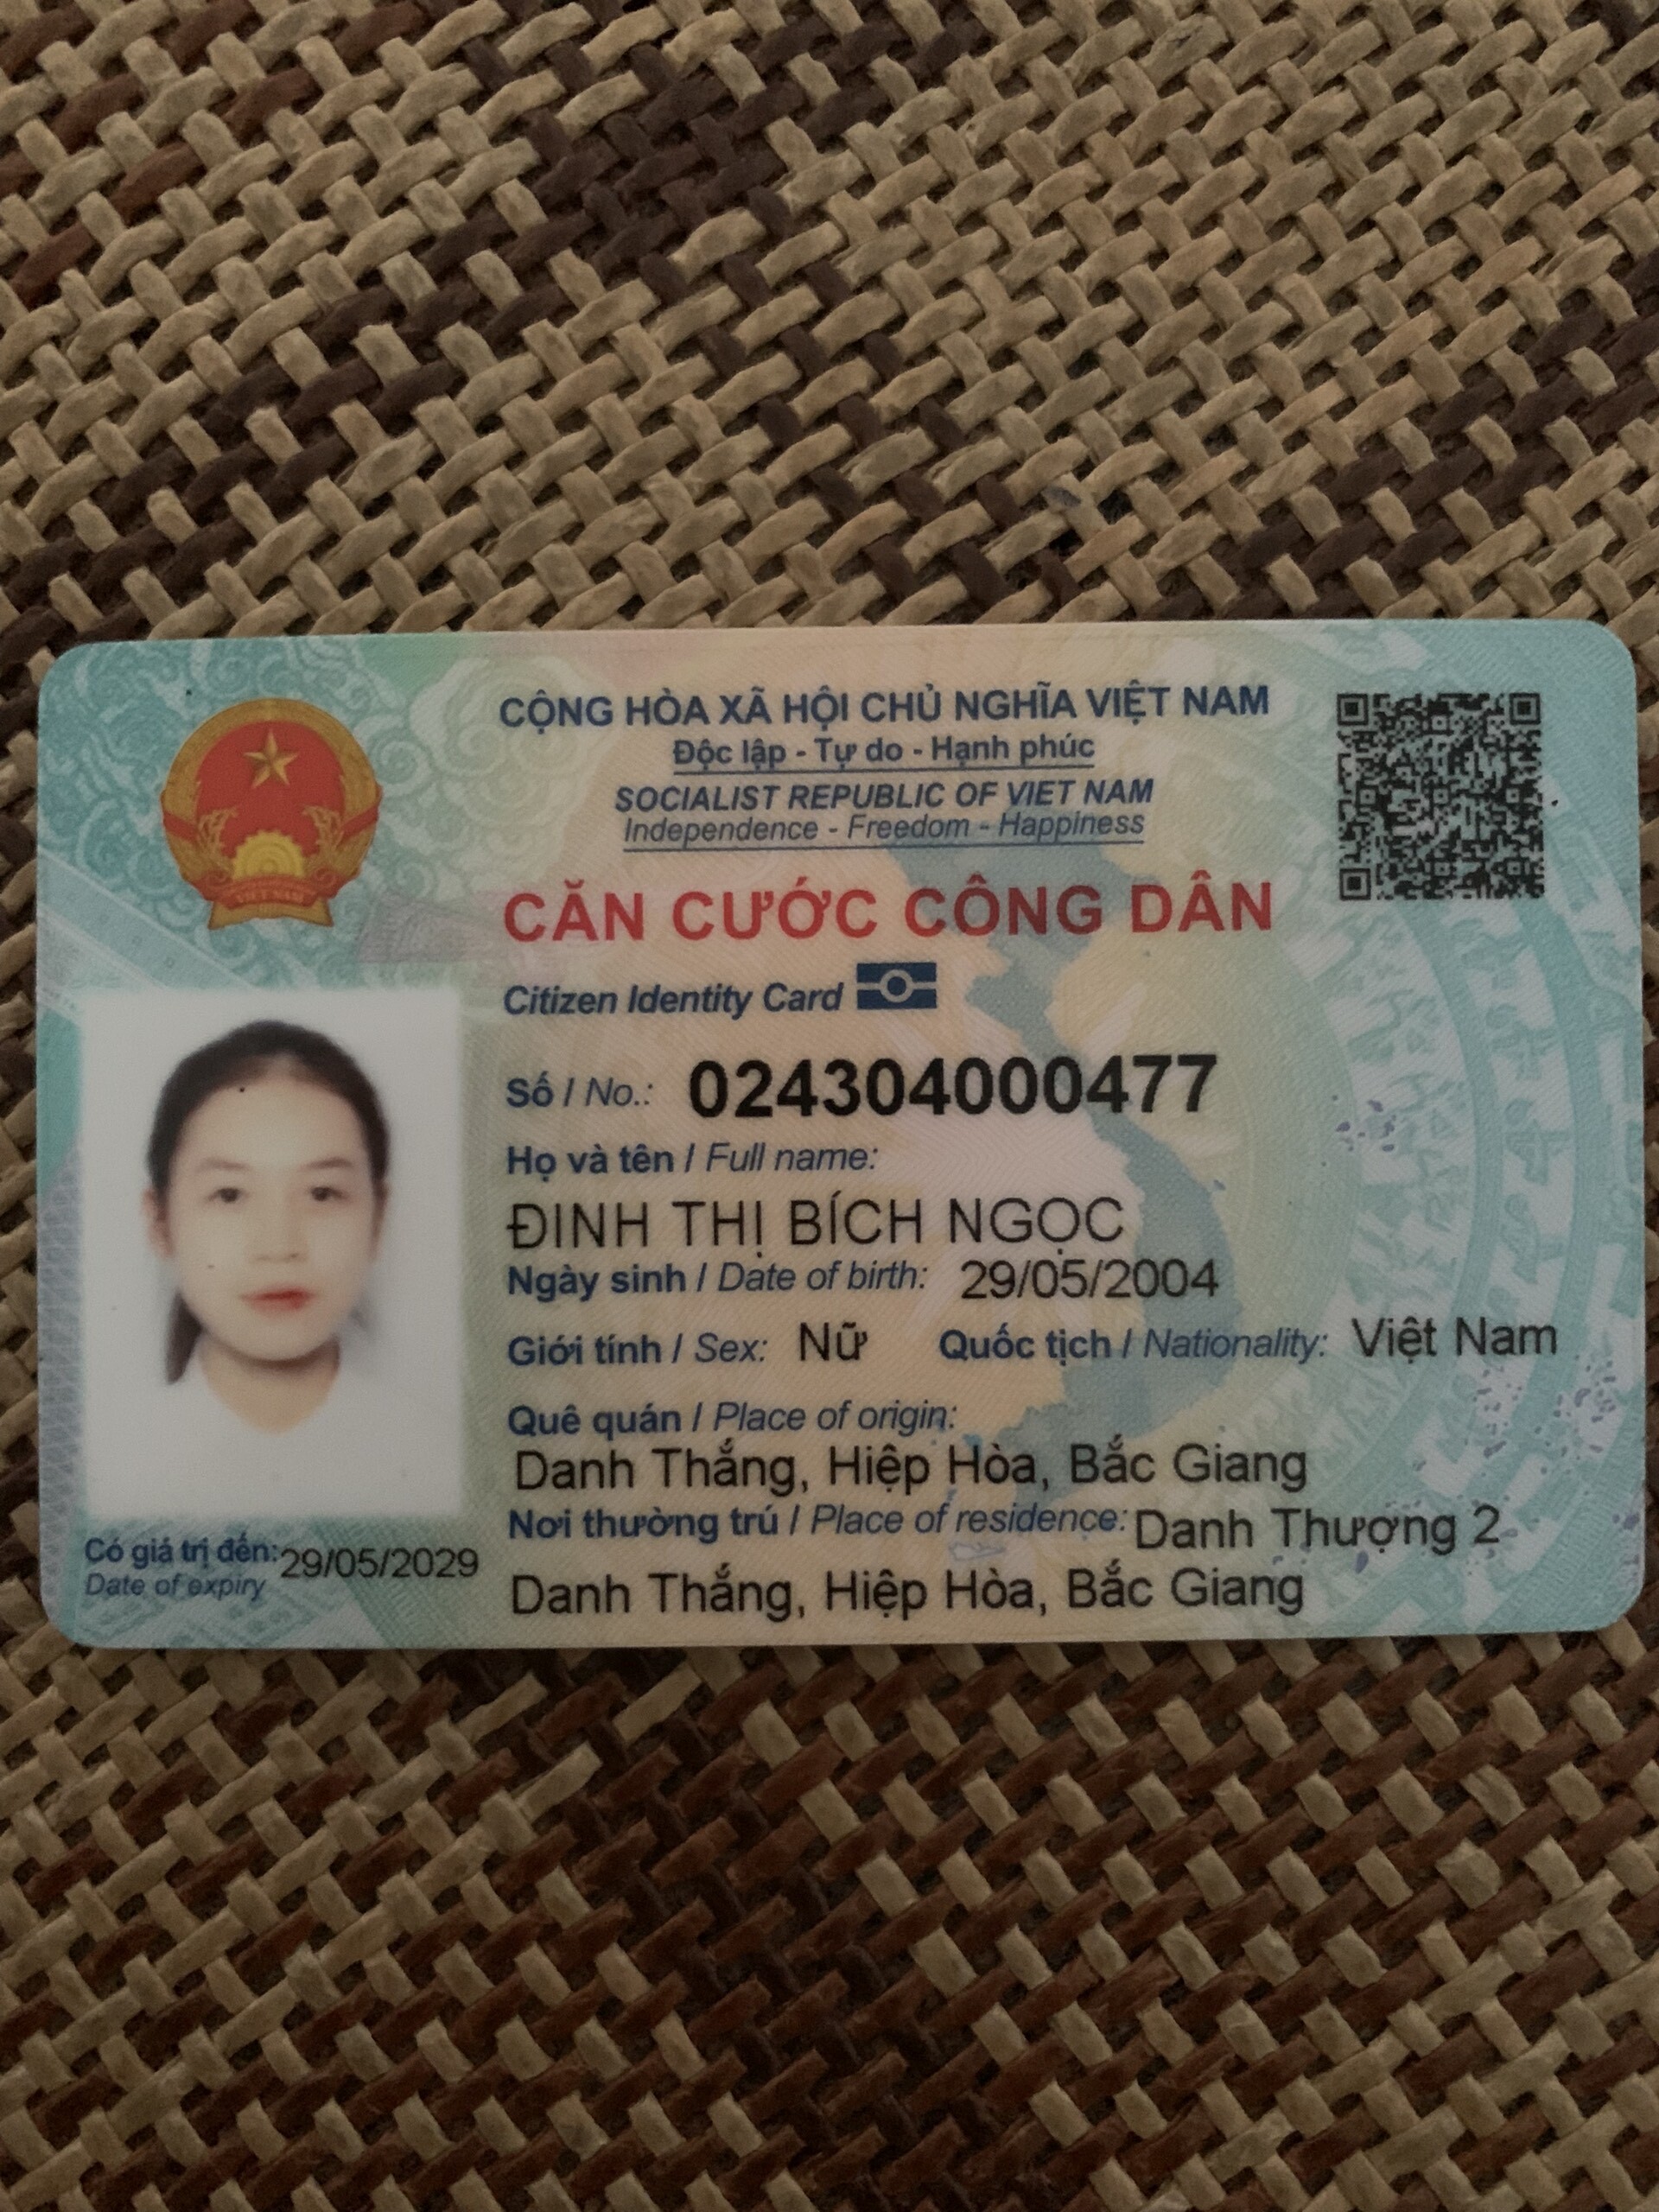 CỘNG HÒA XÃ HỘI CHỦ NGHĨA VIỆT NAM
Độc lập - Tự do - Hạnh phúc
SOCIALIST REPUBLIC OF VIET NAM
Independence - Freedom - Happiness
CĂN CƯỚC CÔNG DÂN
Citizen Identity Card
Số / No.: 024304000477
Họ và tên / Full name:
ĐINH THỊ BÍCH NGỌC
Ngày sinh / Date of birth: 29/05/2004
Giới tính / Sex: Nữ Quốc tịch / Nationality: Việt Nam
Quê quán / Place of origin:
Danh Thắng, Hiệp Hòa, Bắc Giang
Nơi thường trú / Place of residence: Danh Thượng 2
Danh Thắng, Hiệp Hòa, Bắc Giang
Có giá trị đến: 29/05/2029
Date of expiry
VIỆT NAM